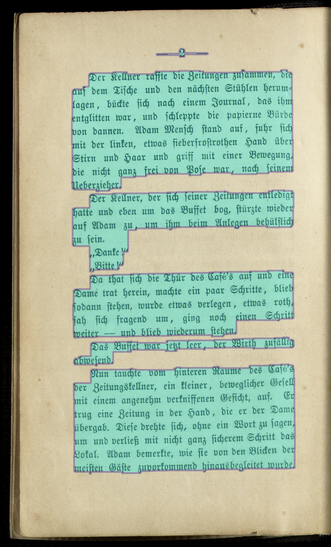 2
Der Kellner raffte die Zeitungen zusammen, die
auf dem Tische und den nächsten Stühlen herum-
lagen, bückte sich nach einem Journal, das ihm
entglitten war, und schleppte die papierne Bürde
von dannen. Adam Mensch stand auf, fuhr sich
mit der linken, etwas fieberfrostrothen Hand über
Stirn und Haar und griff mit einer Bewegung,
die nicht ganz frei von Pose war, nach seinem
Ueberzieher.
Der Kellner, der sich seiner Zeitungen entledigt
hatte und eben um das Buffet bog, stürzte wieder
auf Adam zu, um ihm beim Anlegen behülflich
zu sein.
„Danke!“
„Bitte!“
Da that sich die Thür des Café's auf und eine
Dame trat herein, machte ein paar Schritte, blieb
sodann stehen, wurde etwas verlegen, etwas roth,
sah sich fragend um, ging noch einen Schritt
weiter — und blieb wiederum stehen.
Das Buffet war jetzt leer, der Wirth zufällig
abwesend.
Nun tauchte vom hinteren Raume des Café's
der Zeitungskellner, ein kleiner, beweglicher Gesell
mit einem angenehm verkniffenen Gesicht, auf. Er
trug eine Zeitung in der Hand, die er der Dame
übergab. Diese drehte sich, ohne ein Wort zu sagen,
um und verließ mit nicht ganz sicherem Schritt das
Lokal. Adam bemerkte, wie sie von den Blicken der
meisten Gäste zuvorkommend hinausbegleitet wurde.